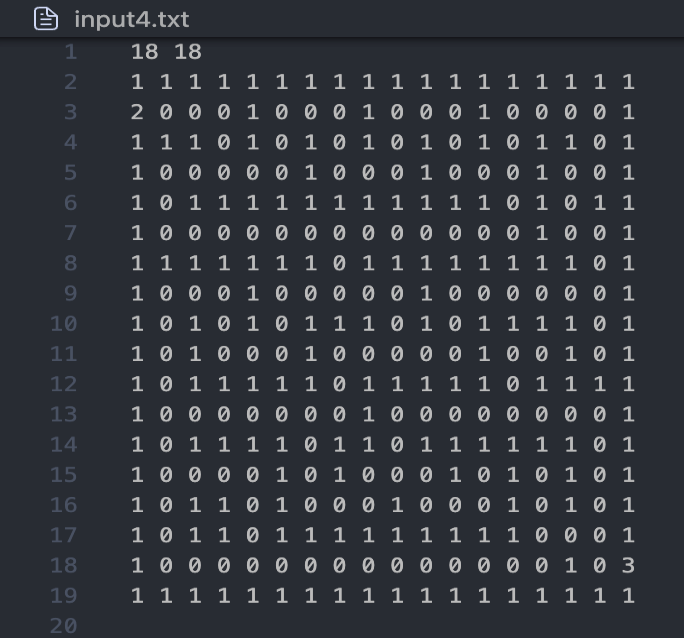 input4.txt
1 18 18
2 1 1 1 1 1 1 1 1 1 1 1 1 1 1 1 1 1 1
3 2 0 0 0 1 0 0 0 1 0 0 0 1 0 0 0 0 1
4 1 1 1 0 1 0 1 0 1 0 1 0 1 0 1 1 0 1
5 1 0 0 0 0 0 1 0 0 0 1 0 0 0 1 0 0 1
6 1 0 1 1 1 1 1 1 1 1 1 1 1 0 1 0 1 1
7 1 0 0 0 0 0 0 0 0 0 0 0 0 0 1 0 0 1
8 1 1 1 1 1 1 1 0 1 1 1 1 1 1 1 1 0 1
9 1 0 0 0 1 0 0 0 0 0 1 0 0 0 0 0 0 1
10 1 0 1 0 1 0 1 1 1 0 1 0 1 1 1 1 0 1
11 1 0 1 0 0 0 1 0 0 0 0 0 1 0 0 1 0 1
12 1 0 1 1 1 1 1 0 1 1 1 1 1 0 1 1 1 1
13 1 0 0 0 0 0 0 0 1 0 0 0 0 0 0 0 0 1
14 1 0 1 1 1 1 0 1 1 0 1 1 1 1 1 1 0 1
15 1 0 0 0 0 1 0 1 0 0 0 1 0 1 0 1 0 1
16 1 0 1 1 0 1 0 0 0 1 0 0 0 1 0 1 0 1
17 1 0 1 1 0 1 1 1 1 1 1 1 1 1 0 0 0 1
18 1 0 0 0 0 0 0 0 0 0 0 0 0 0 0 1 0 3
19 1 1 1 1 1 1 1 1 1 1 1 1 1 1 1 1 1 1
20